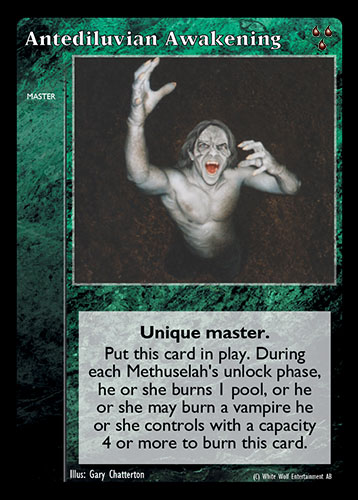 Antediluvian Awakening
MASTER
Unique master.
Put this card in play. During
each Methuselah's unlock phase,
he or she burns 1 pool, or he
or she may burn a vampire he
or she controls with a capacity
4 or more to burn this card.
Illus: Gary Chatterton
(C) White Wolf Entertainment AB